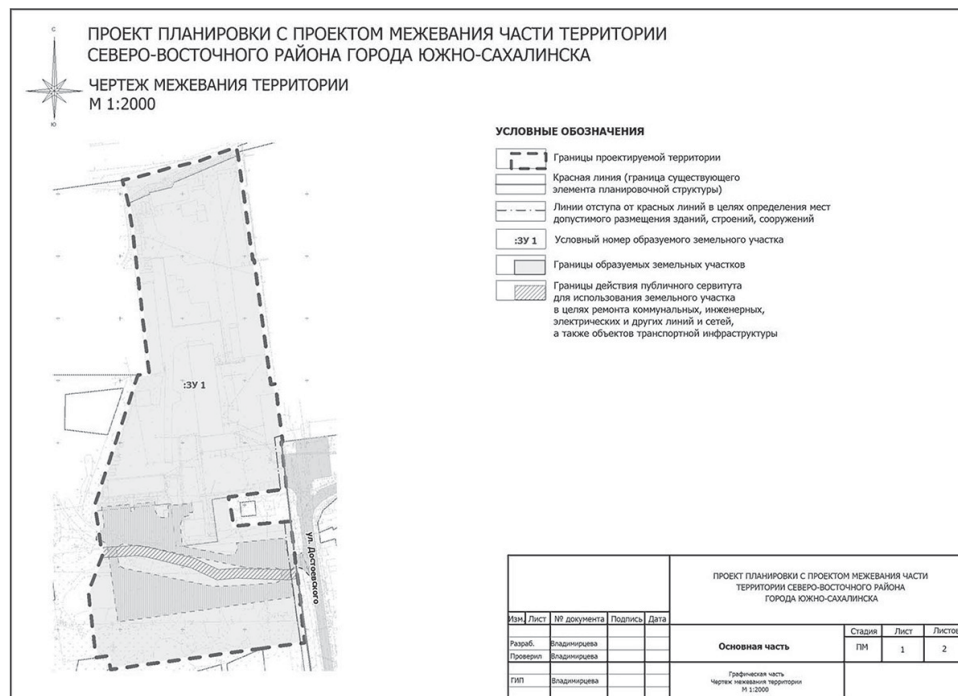 С
ПРОЕКТ ПЛАНИРОВКИ С ПРОЕКТОМ МЕЖЕВАНИЯ ЧАСТИ ТЕРРИТОРИИ
СЕВЕРО-ВОСТОЧНОГО РАЙОНА ГОРОДА ЮЖНО-САХАЛИНСКА
ЧЕРТЕЖ МЕЖЕВАНИЯ ТЕРРИТОРИИ
М 1:2000
Ю
УСЛОВНЫЕ ОБОЗНАЧЕНИЯ
Границы проектируемой территории
Красная линия (граница существующего
элемента планировочной структуры)
Линии отступа от красных линий в целях определения мест
допустимого размещения зданий, строений, сооружений
:ЗУ 1 Условный номер образуемого земельного участка
Границы образуемых земельных участков
Границы действия публичного сервитута
для использования земельного участка
в целях ремонта коммунальных, инженерных,
электрических и других линий и сетей,
а также объектов транспортной инфраструктуры
:ЗУ 1
ул. Достоевского
ПРОЕКТ ПЛАНИРОВКИ С ПРОЕКТОМ МЕЖЕВАНИЯ ЧАСТИ
ТЕРРИТОРИИ СЕВЕРО-ВОСТОЧНОГО РАЙОНА
ГОРОДА ЮЖНО-САХАЛИНСКА
Изм. Лист № документа Подпись Дата
Разраб. Владимирцева
Проверил Владимирцева
ГИП Владимирцева
Основная часть
Стадия Лист Листов
ПМ 1 2
Графическая часть
Чертеж межевания территории
М 1:2000